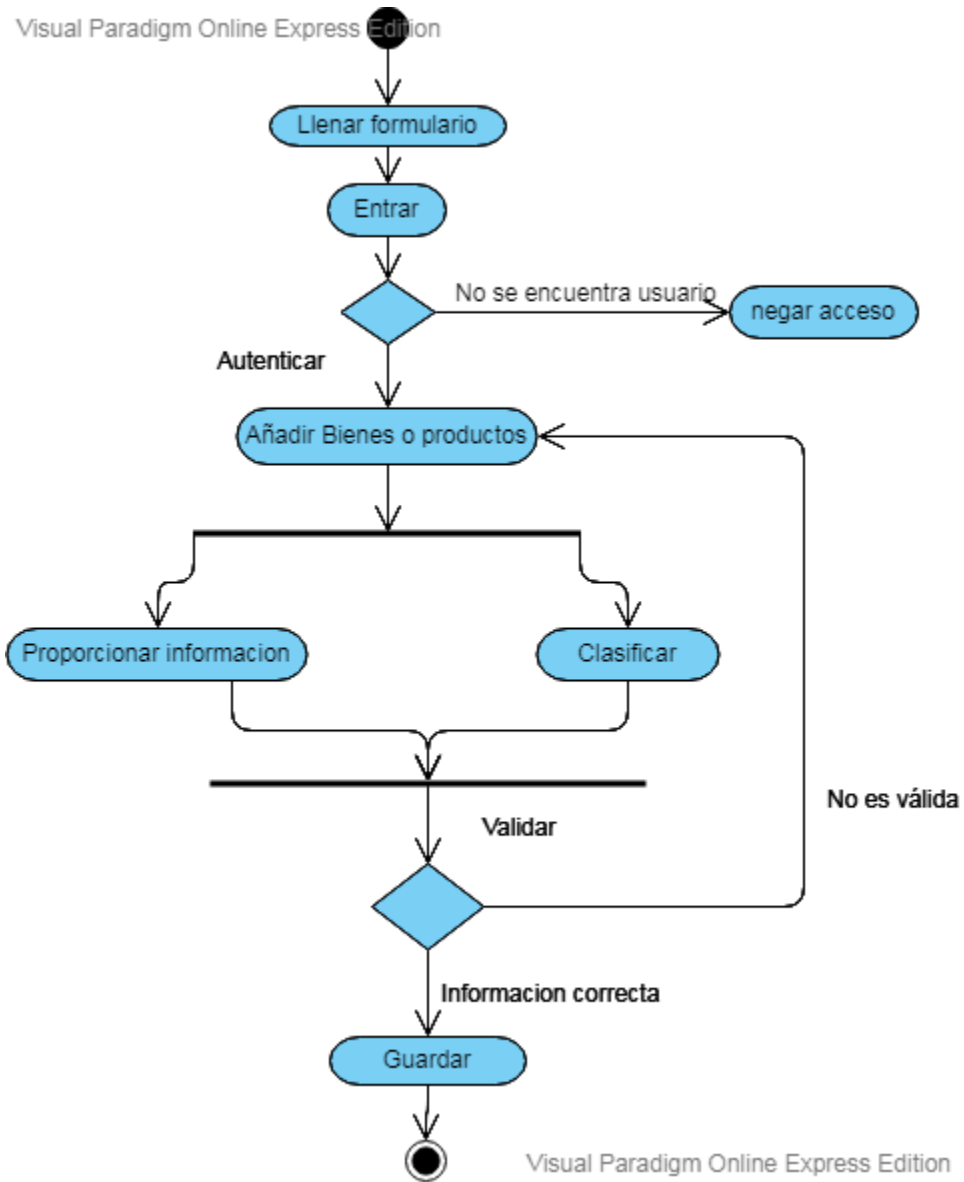 Visual Paradigm Online Express Edition
Llenar formulario
Entrar
No se encuentra usuario
negar acceso
Autenticar
Añadir Bienes o productos
Proporcionar informacion
Clasificar
No es válida
Validar
Informacion correcta
Guardar
Visual Paradigm Online Express Edition